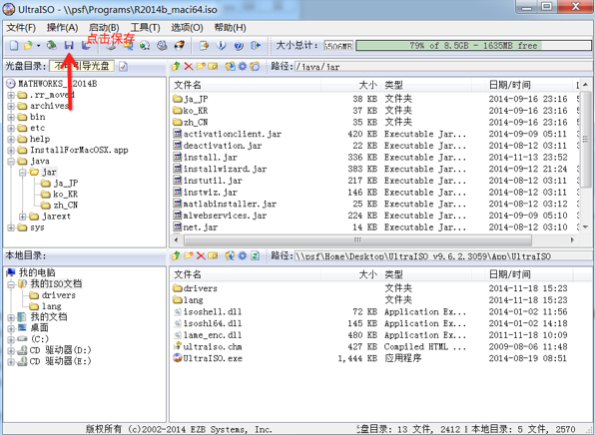 UltraISO - \\psf\Programs\R2014b_maci64.iso
文件(F) 操作(A) 启动(B) 工具(T) 选项(O) 帮助(H)
点击保存
大小总计: 6506MB 79% of 8.5GB - 1635MB free
光盘目录: 不可引导光盘 路径: /java/jar
MATHWORKS_R2014B
.rr_moved
archives
bin
etc
help
InstallForMacOSX.app
java
jar
ja_JP
ko_KR
zh_CN
jarext
sys
文件名 大小 类型 日期/时间
ja_JP 38 KB 文件夹 2014-09-16 23:16
ko_KR 37 KB 文件夹 2014-09-16 23:16
zh_CN 35 KB 文件夹 2014-09-16 23:16
activationclient.jar 420 KB Executable Jar... 2014-09-09 05:11
deactivation.jar 22 KB Executable Jar... 2014-08-12 03:11
install.jar 336 KB Executable Jar... 2014-11-13 23:52
installwizard.jar 383 KB Executable Jar... 2014-09-12 21:24
instutil.jar 217 KB Executable Jar... 2014-08-12 03:11
instwiz.jar 146 KB Executable Jar... 2014-08-12 03:11
matlabinstaller.jar 25 KB Executable Jar... 2014-08-12 03:12
mlwebservices.jar 224 KB Executable Jar... 2014-09-09 05:10
net.jar 14 KB Executable Jar... 2014-08-12 03:11
本地目录: 路径: \\psf\Home\Desktop\UltraISO v9.6.2.3059\App\UltraISO
我的电脑
我的ISO文档
drivers
lang
我的文档
桌面
(C:)
CD 驱动器(D:)
CD 驱动器(E:)
文件名 大小 类型 日期/时间
drivers 文件夹 2014-11-18 15:23
lang 文件夹 2014-11-18 15:23
isoshell.dll 72 KB Application Ex... 2014-01-02 11:56
isoshl64.dll 145 KB Application Ex... 2014-01-02 14:18
lame_enc.dll 480 KB Application Ex... 2011-11-18 10:09
ultraiso.chm 427 KB Compiled HTML ... 2009-08-06 11:48
UltraISO.exe 1,444 KB 应用程序 2014-08-19 08:51
版权所有 (c)2002-2014 EZB Systems, Inc. 盘目录: 13 文件, 2412 本地目录: 5 文件, 2570